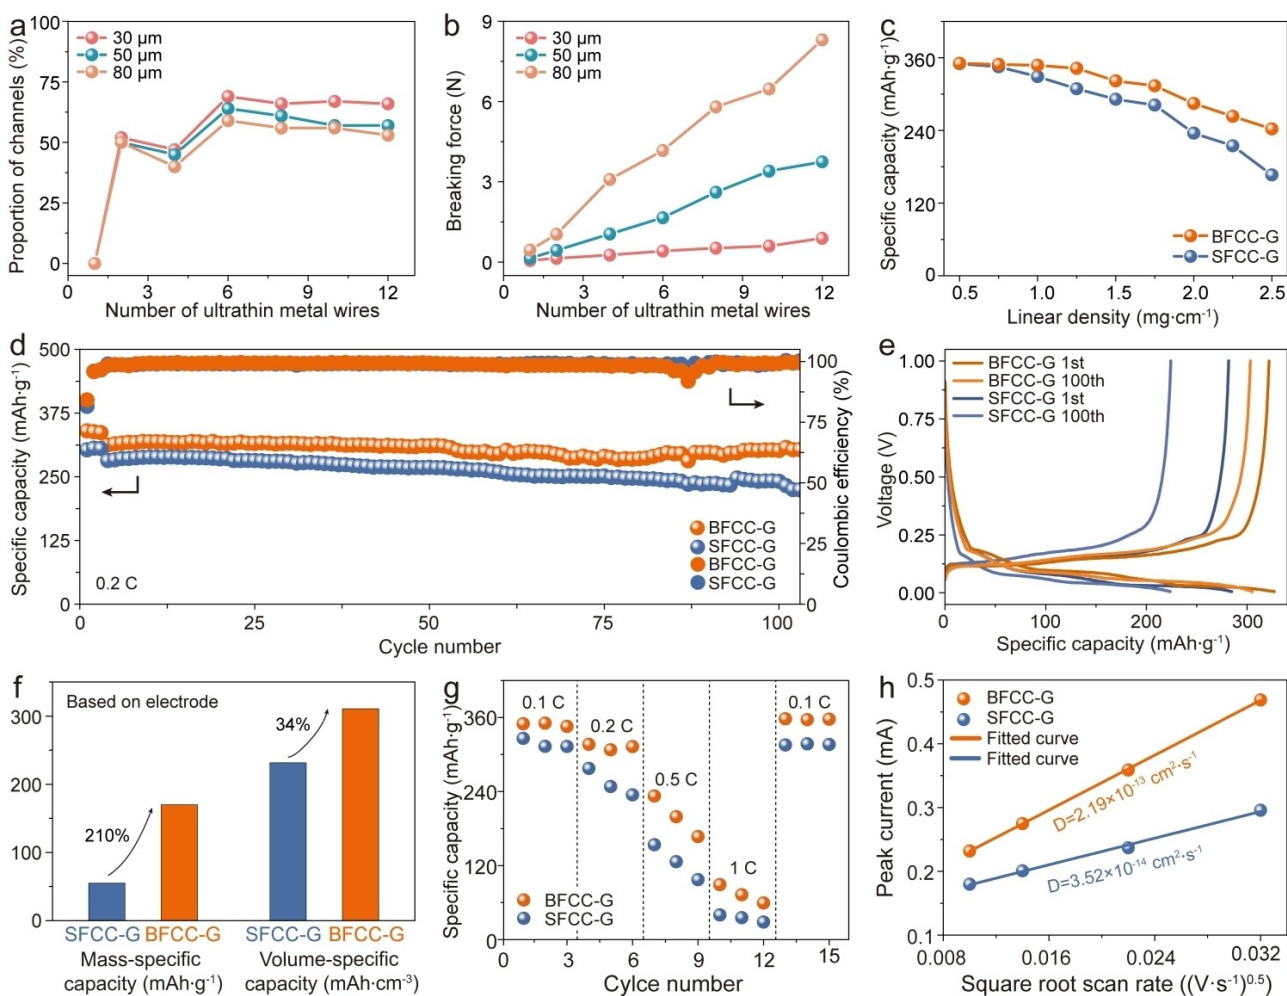 a
100
75
50
25
0
Proportion of channels (%)
30 μm
50 μm
80 μm
0 3 6 9 12
Number of ultrathin metal wires
b
9
6
3
0
Breaking force (N)
30 μm
50 μm
80 μm
0 3 6 9 12
Number of ultrathin metal wires
c
360
240
120
0
Specific capacity (mAh·g⁻¹)
BFCC-G
SFCC-G
0.5 1.0 1.5 2.0 2.5
Linear density (mg·cm⁻¹)
d
500
375
250
125
0
Specific capacity (mAh·g⁻¹)
100
75
50
25
0
Coulombic efficiency (%)
BFCC-G
SFCC-G
BFCC-G
SFCC-G
0.2 C
0 25 50 75 100
Cycle number
e
1.00
0.75
0.50
0.25
0.00
Voltage (V)
BFCC-G 1st
BFCC-G 100th
SFCC-G 1st
SFCC-G 100th
0 100 200 300
Specific capacity (mAh·g⁻¹)
f
Based on electrode
300
200
100
0
210%
34%
SFCC-G BFCC-G SFCC-G BFCC-G
Mass-specific
capacity (mAh·g⁻¹)
Volume-specific
capacity (mAh·cm⁻³)
g
360
240
120
0
Specific capacity (mAh·g⁻¹)
0.1 C
0.2 C
0.5 C
1 C
0.1 C
BFCC-G
SFCC-G
0 3 6 9 12 15
Cylce number
h
0.5
0.4
0.3
0.2
0.1
Peak current (mA)
BFCC-G
SFCC-G
Fitted curve
Fitted curve
D=2.19×10⁻¹³ cm²·s⁻¹
D=3.52×10⁻¹⁴ cm²·s⁻¹
0.008 0.016 0.024 0.032
Square root scan rate ((V·s⁻¹)⁰·⁵)